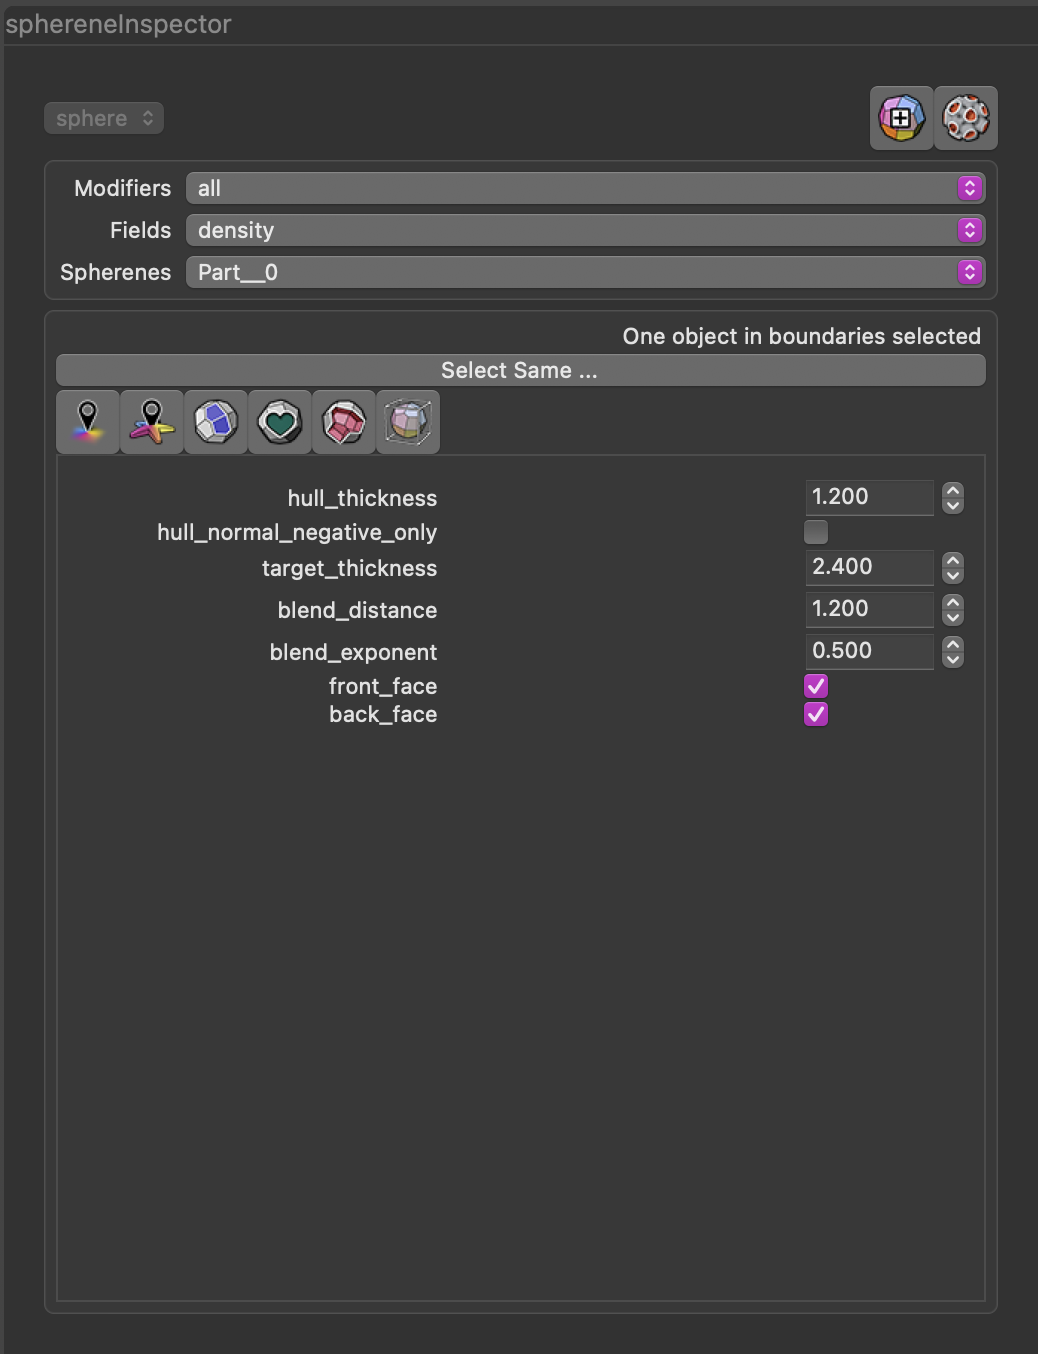 sphereneInspector
sphere
Modifiers all
Fields density
Spherenes Part__0
One object in boundaries selected
Select Same ...
hull_thickness 1.200
hull_normal_negative_only
target_thickness 2.400
blend_distance 1.200
blend_exponent 0.500
front_face
back_face